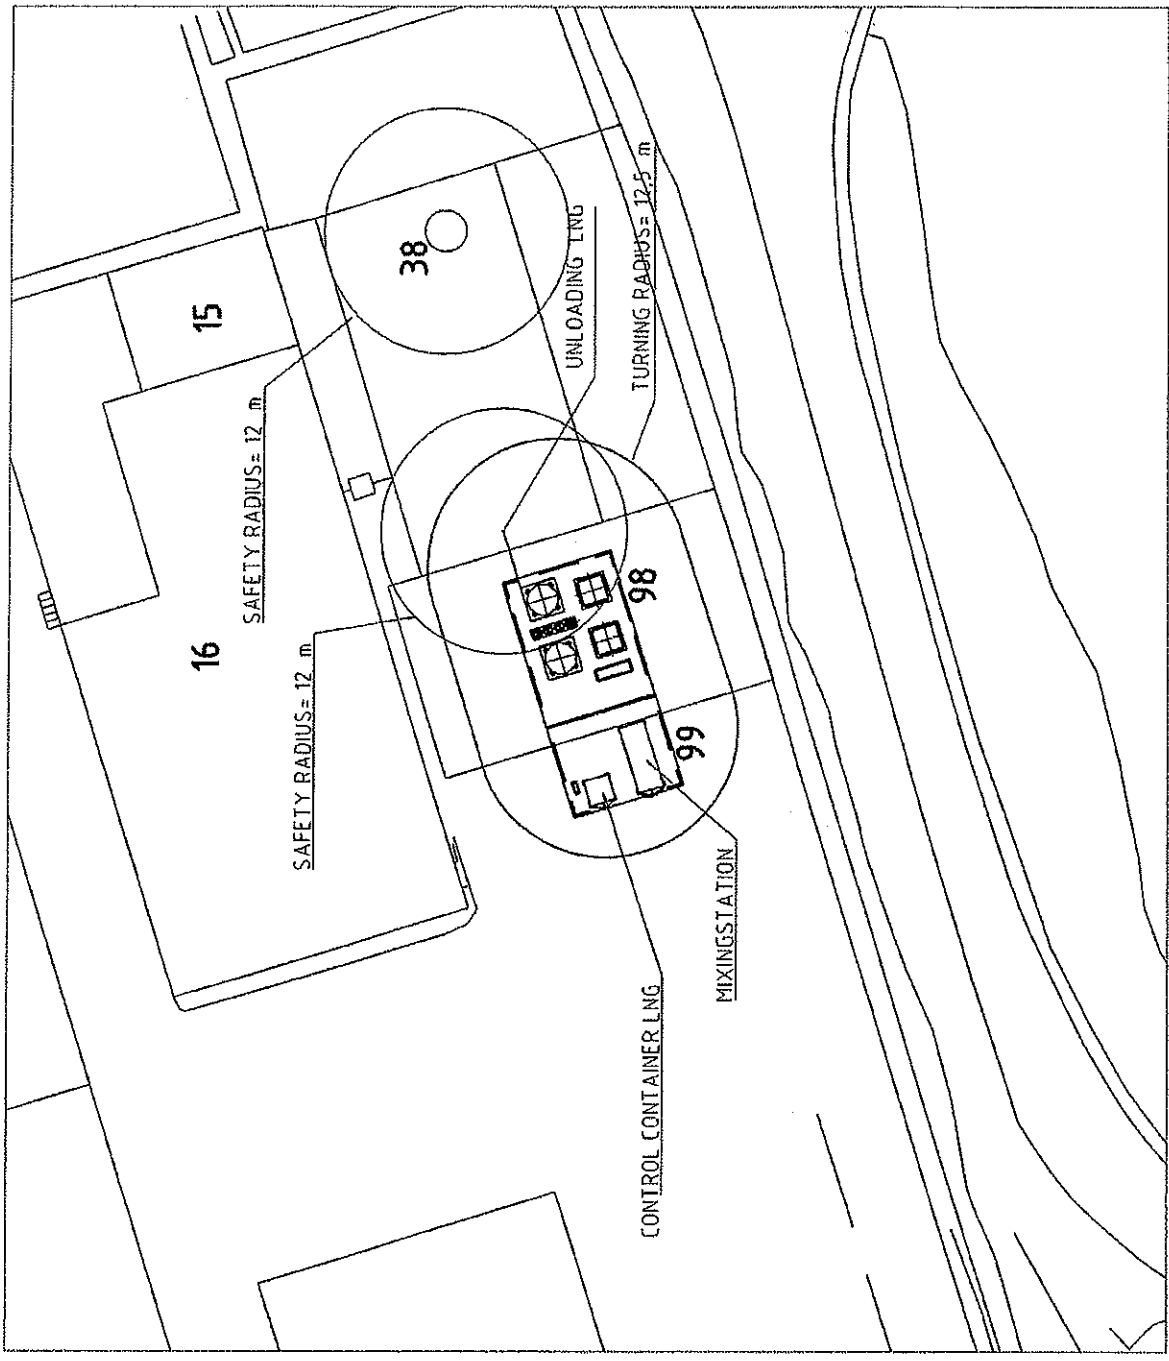 16
15
SAFETY RADIUS= 12 m
SAFETY RADIUS= 12 m
38
UNLOADING LNG
TURNING RADIUS= 12,5 m
98
CONTROL CONTAINER LNG
99
MIXINGSTATION